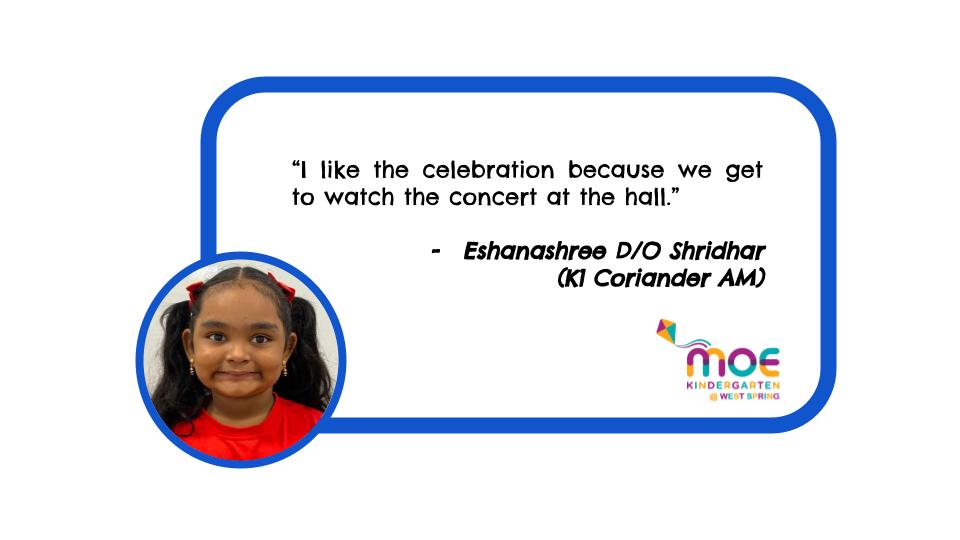 “I like the celebration because we get
to watch the concert at the hall.”
- Eshanashree D/O Shridhar
(K1 Coriander AM)
MOE
KINDERGARTEN
@ WEST SPRING